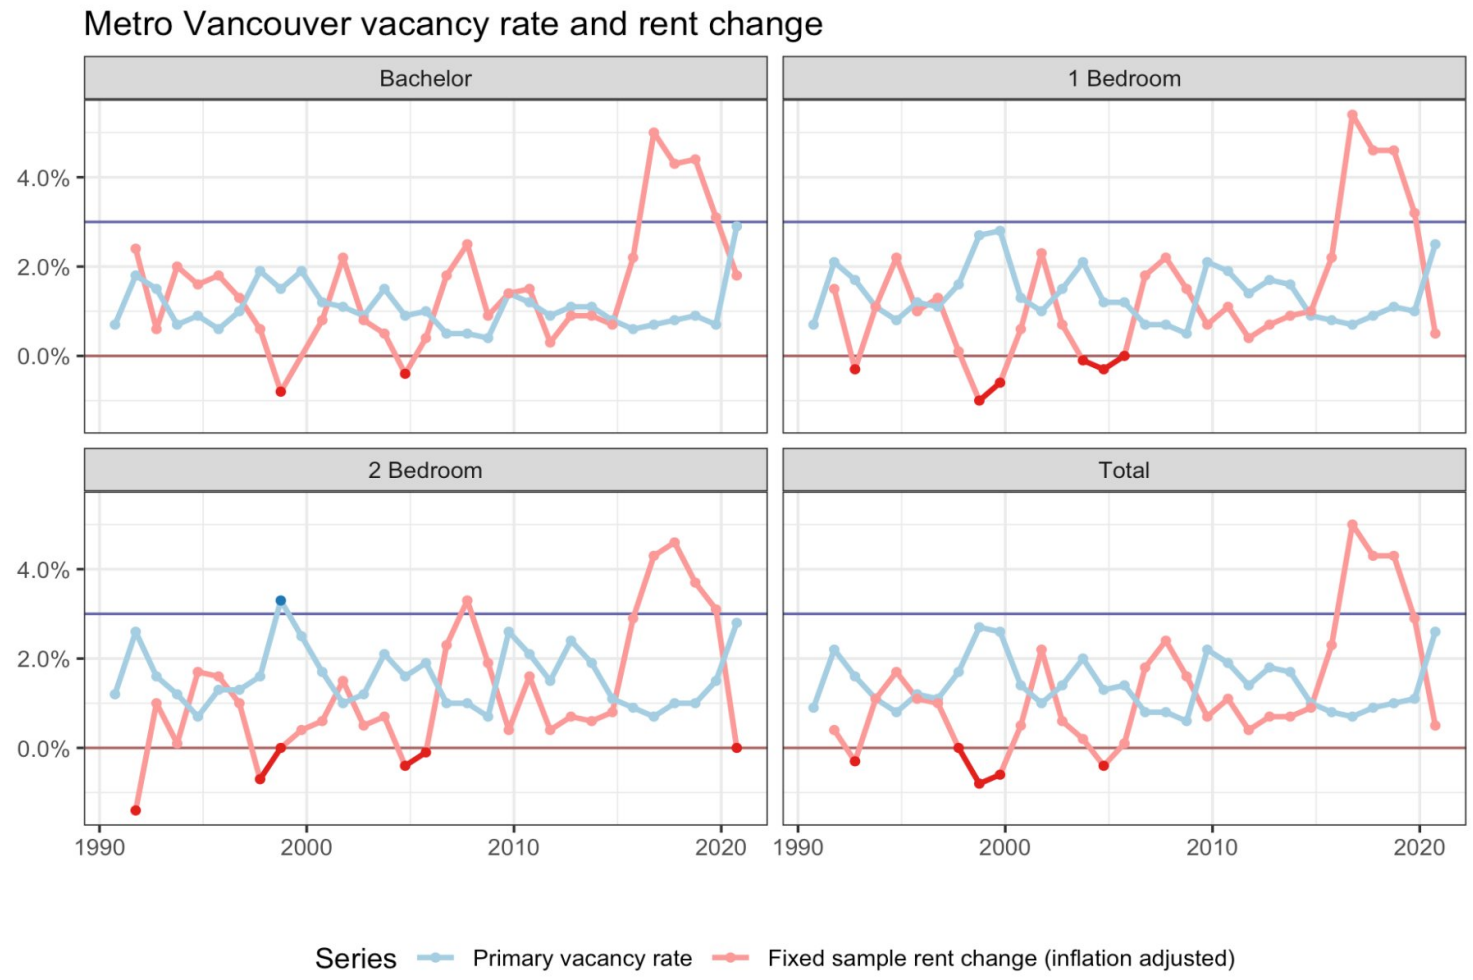 Metro Vancouver vacancy rate and rent change
Bachelor
1 Bedroom
4.0%
2.0%
0.0%
2 Bedroom
Total
4.0%
2.0%
0.0%
1990 2000 2010 2020 1990 2000 2010 2020
Series Primary vacancy rate Fixed sample rent change (inflation adjusted)